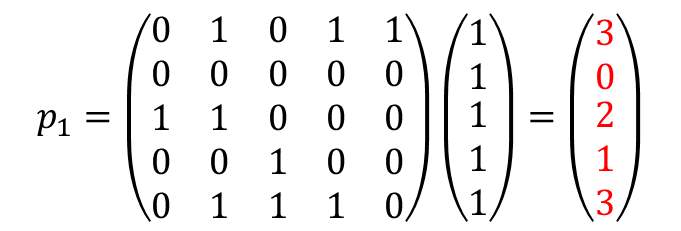 0 1 0 1 1 1 3
0 0 0 0 0 1 0
p₁ = 1 1 0 0 0 1 = 2
0 0 1 0 0 1 1
0 1 1 1 0 1 3